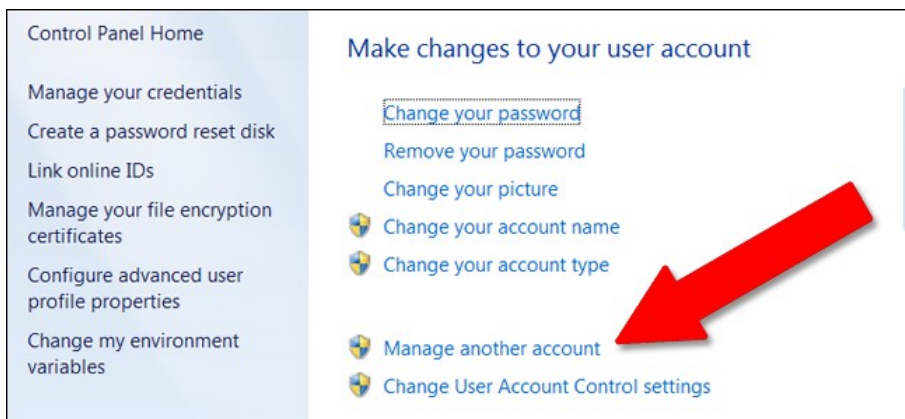 Control Panel Home
Manage your credentials
Create a password reset disk
Link online IDs
Manage your file encryption
certificates
Configure advanced user
profile properties
Change my environment
variables
Make changes to your user account
Change your password
Remove your password
Change your picture
Change your account name
Change your account type
Manage another account
Change User Account Control settings